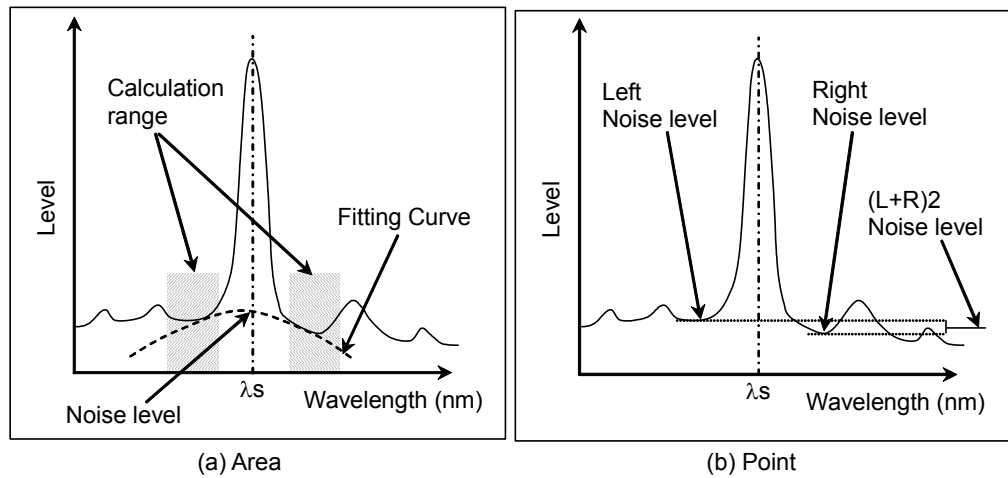 Level
Calculation
range
Fitting Curve
Noise level
λs
Wavelength (nm)
(a) Area
Level
Left
Noise level
Right
Noise level
(L+R)2
Noise level
λs
Wavelength (nm)
(b) Point